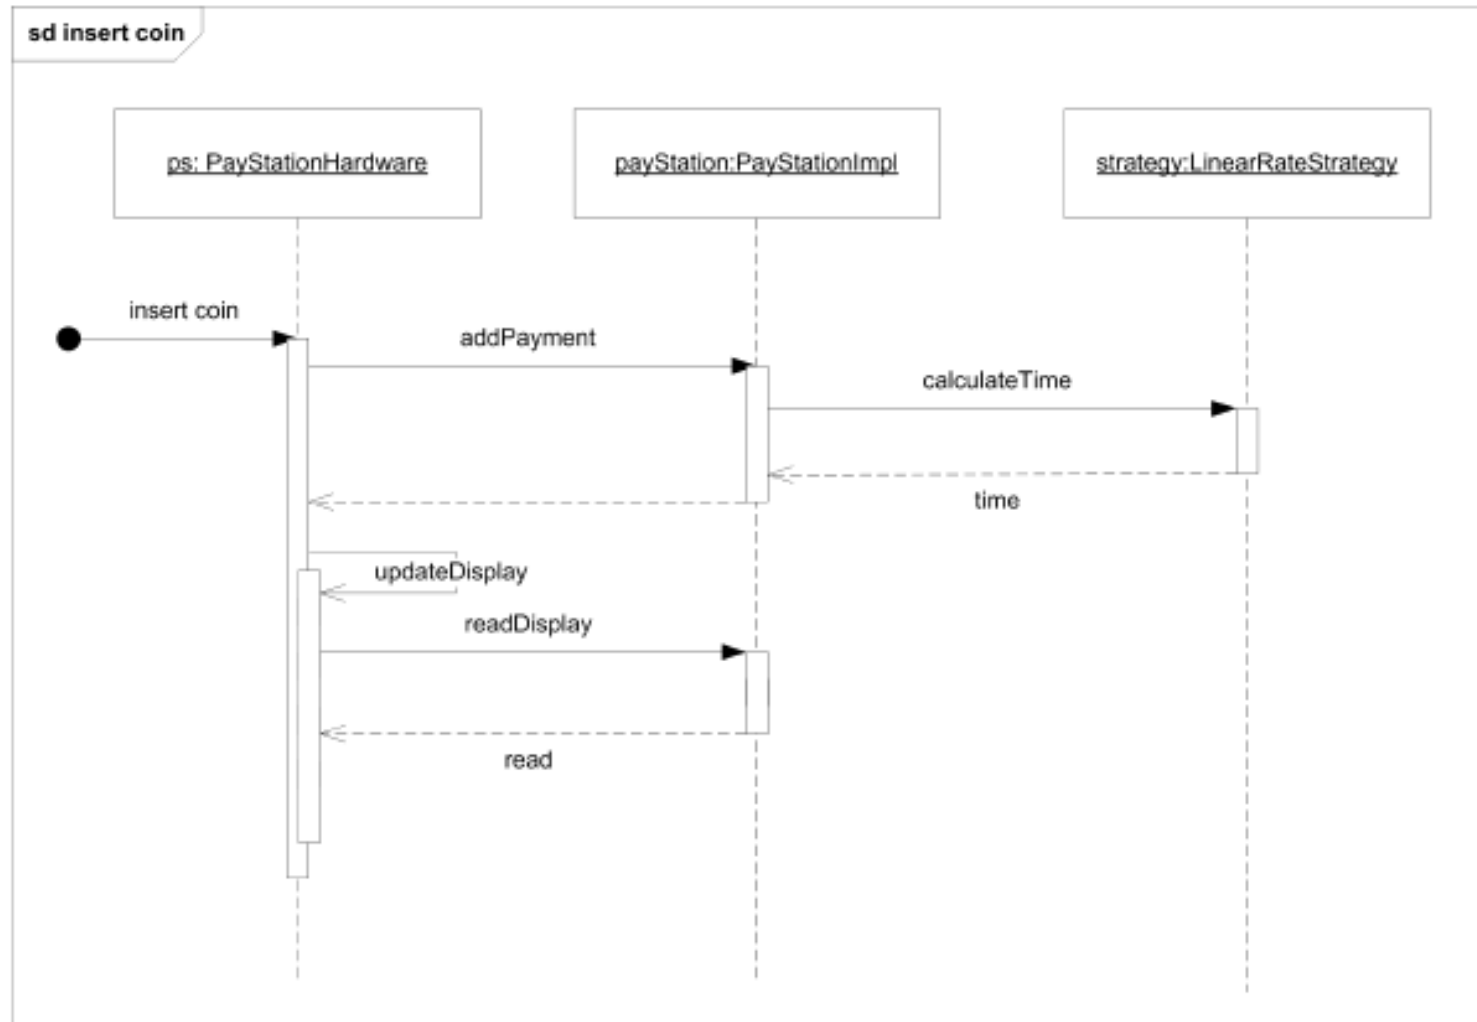 sd insert coin
ps: PayStationHardware
payStation:PayStationImpl
strategy:LinearRateStrategy
insert coin
addPayment
calculateTime
time
updateDisplay
readDisplay
read